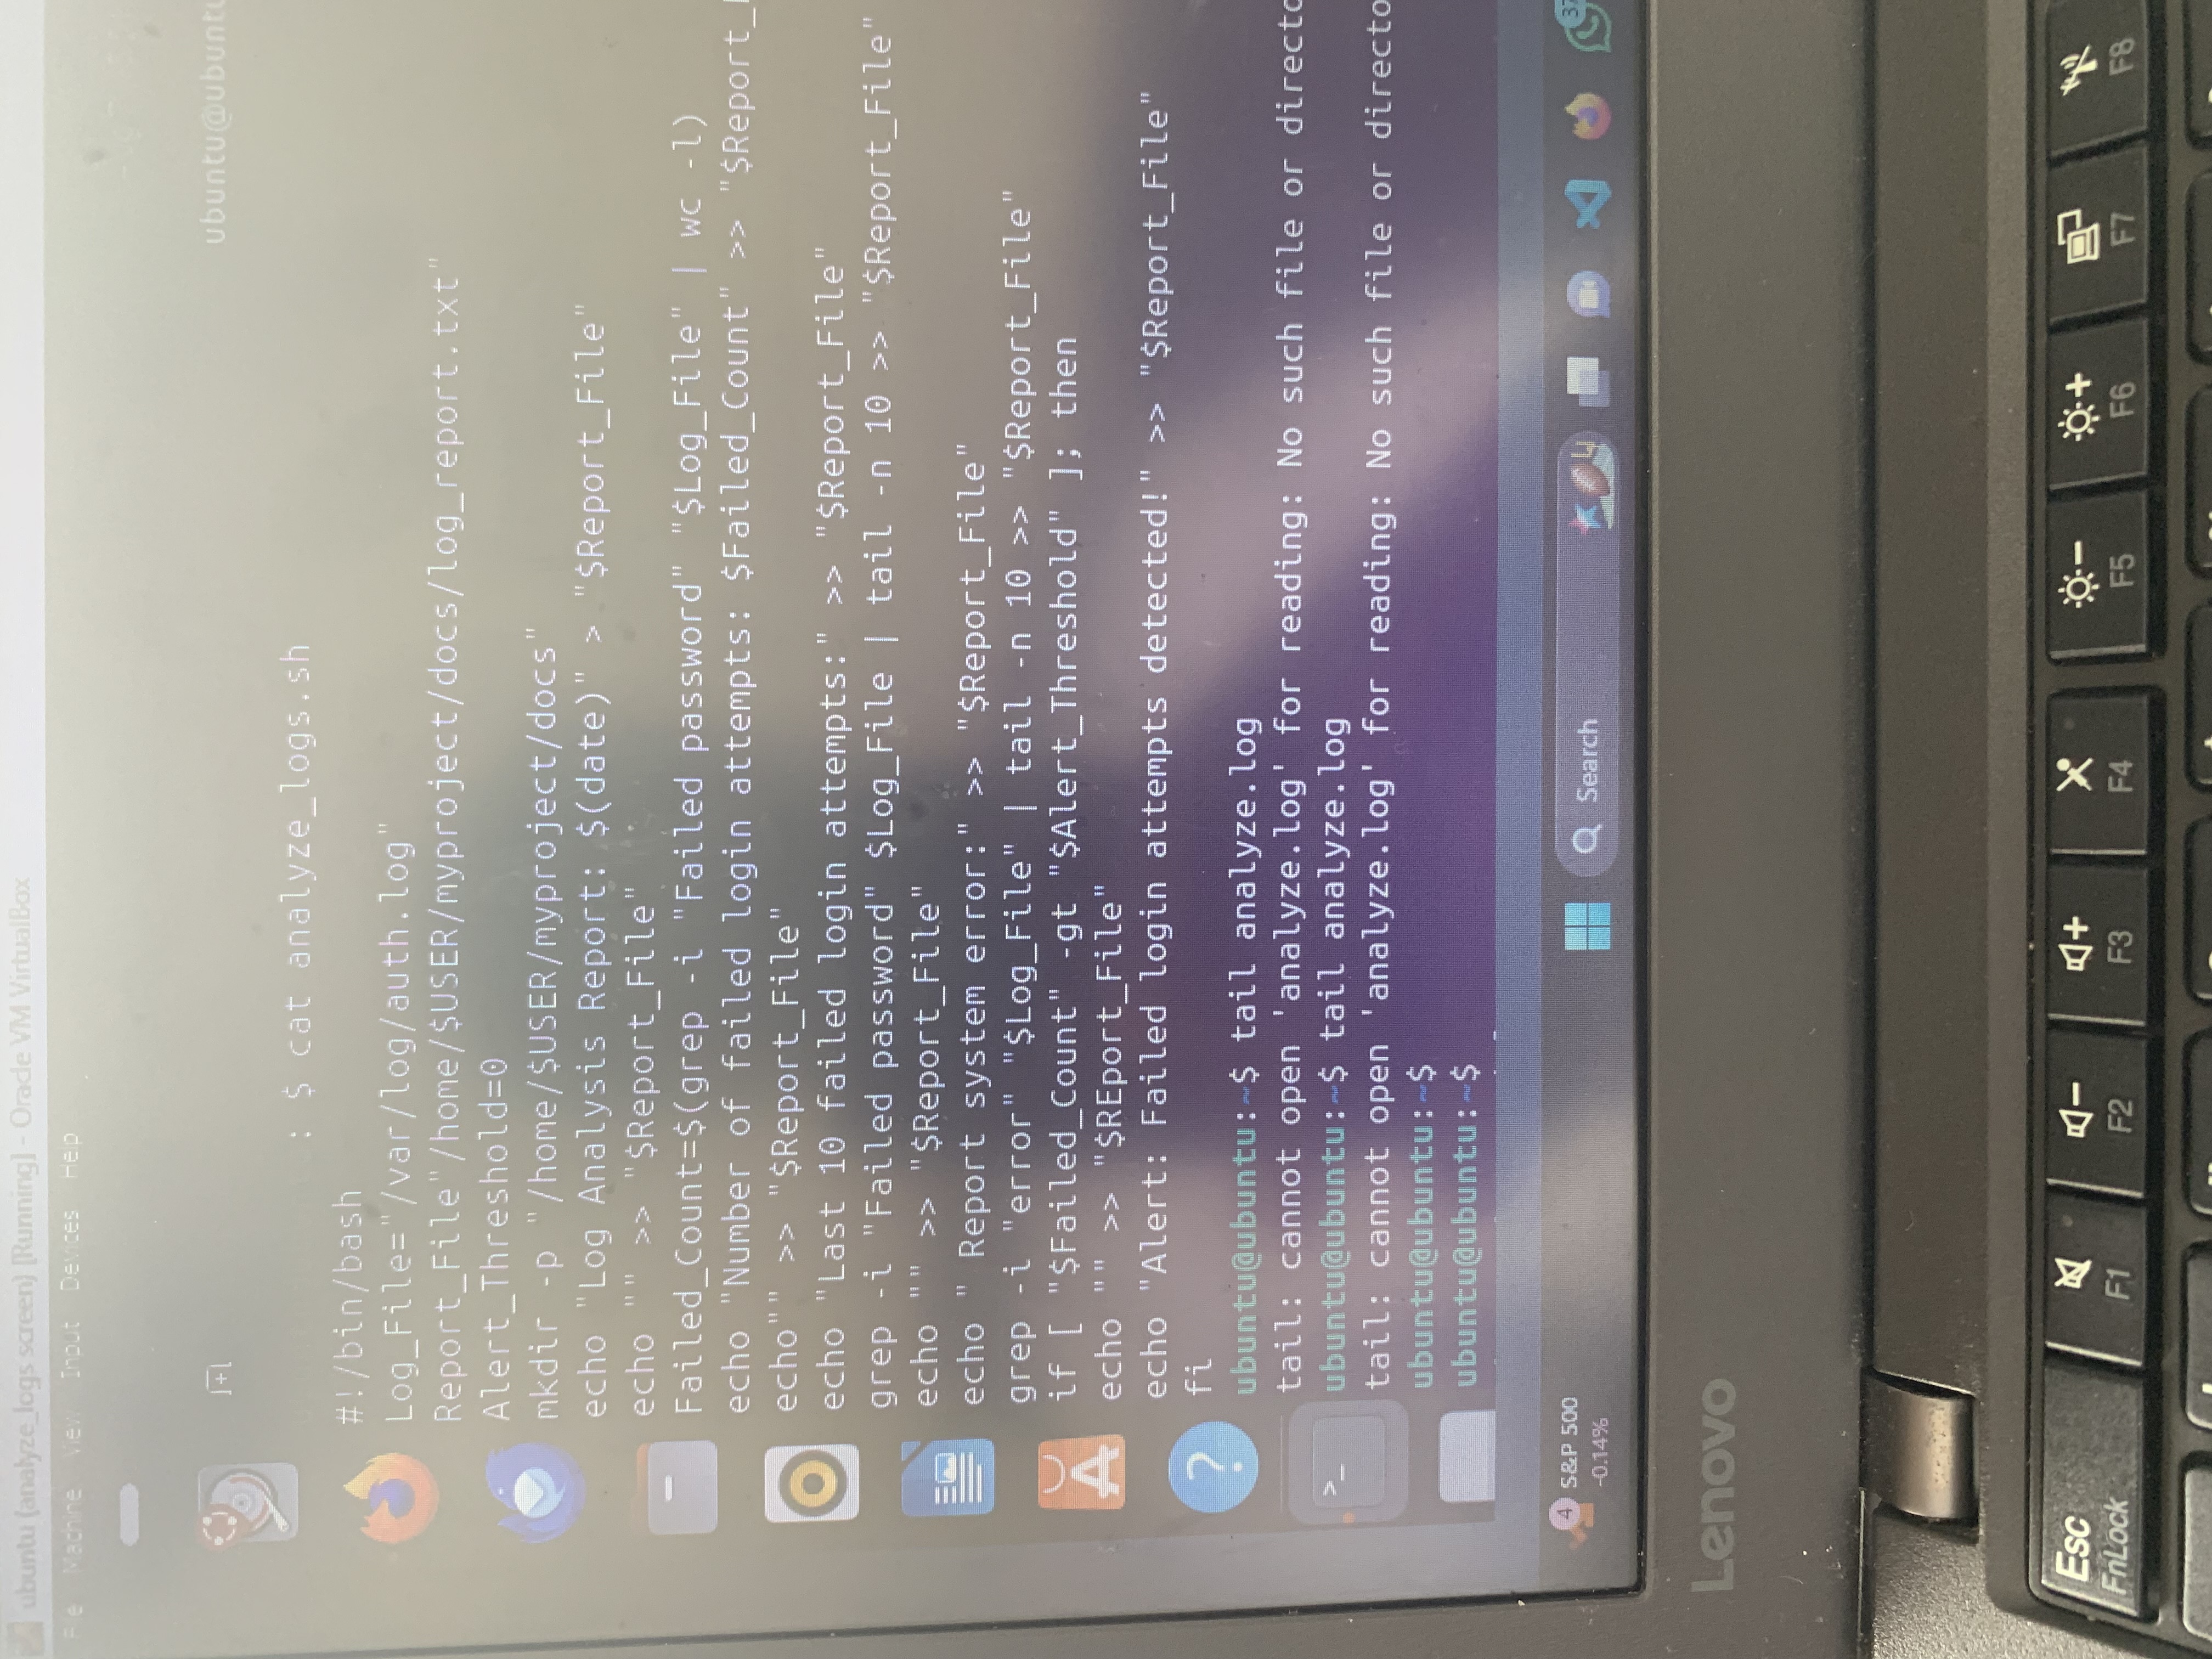 ubuntu (analyze_logs screen) [Running] - Oracle VM VirtualBox
File Machine View Input Devices Help
ubuntu@ubuntu
: $ cat analyze_logs.sh
#!/bin/bash
Log_File="/var/log/auth.log"
Report_File"/home/$USER/myproject/docs/log_report.txt"
Alert_Threshold=0
mkdir -p "/home/$USER/myproject/docs"
echo "Log Analysis Report: $(date)" > "$Report_File"
echo "" >> "$Report_File"
Failed_Count=$(grep -i "Failed password" "$Log_File" | wc -l)
echo "Number of failed login attempts: $Failed_Count" >> "$Report_
echo"" >> "$Report_File"
echo "Last 10 failed login attempts:" >> "$Report_File"
grep -i "Failed password" $Log_File | tail -n 10 >> "$Report_File"
echo "" >> "$Report_File"
echo " Report system error:" >> "$Report_File"
grep -i "error" "$Log_File" | tail -n 10 >> "$Report_File"
if [ "$Failed_Count" -gt "$Alert_Threshold" ]; then
echo "" >> "$REport_File"
echo "Alert: Failed login attempts detected!" >> "$Report_File"
fi
ubuntu@ubuntu:~$ tail analyze.log
tail: cannot open 'analyze.log' for reading: No such file or directo
ubuntu@ubuntu:~$ tail analyze.log
tail: cannot open 'analyze.log' for reading: No such file or directo
ubuntu@ubuntu:~$
ubuntu@ubuntu:~$
4 S&P 500
-0.14%
Search
37
Lenovo
Esc
FnLock
F1
F2
F3
F4
F5
F6
F7
F8